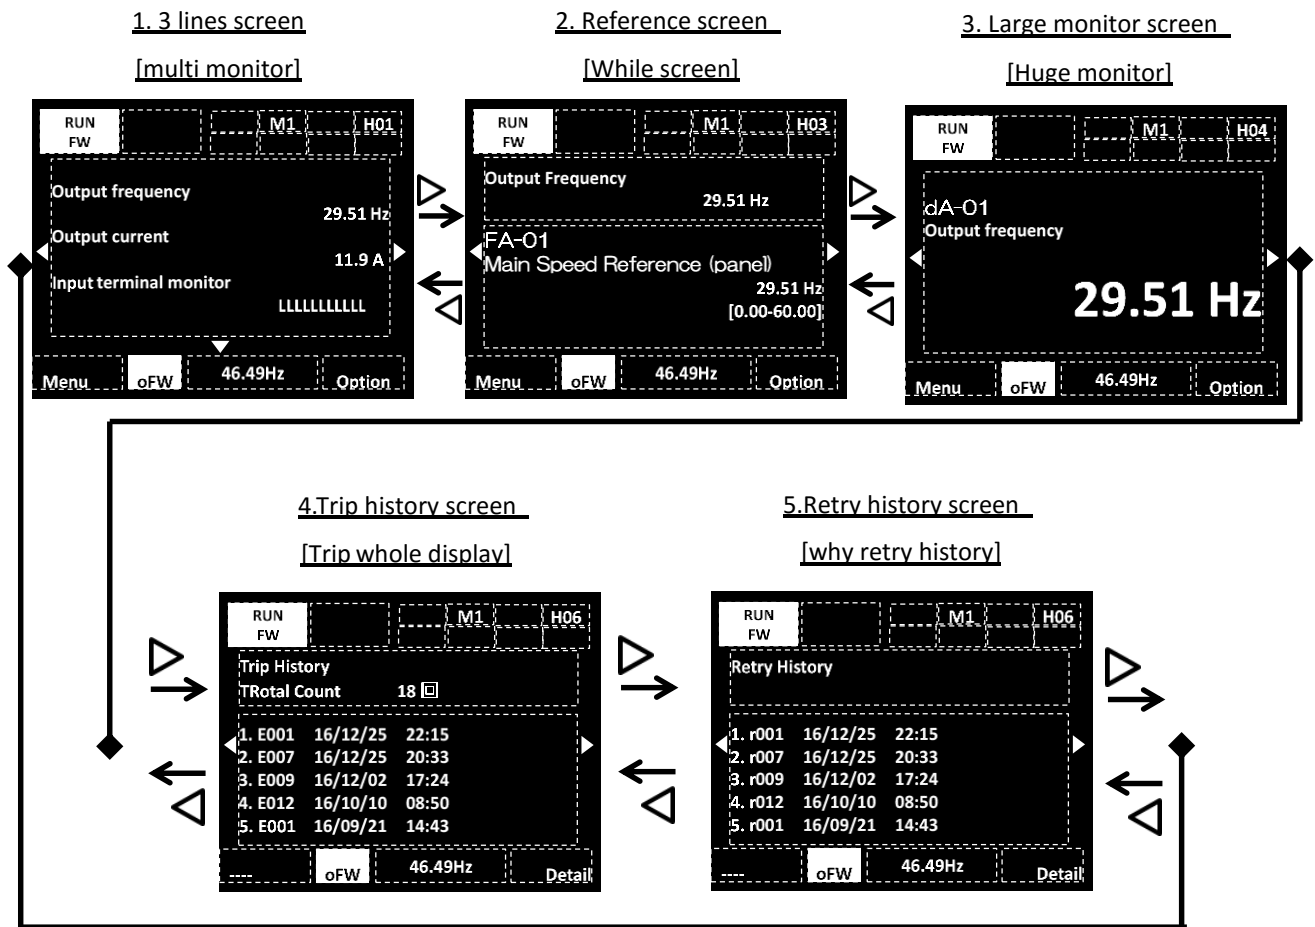 1. 3 lines screen
[multi monitor]
2. Reference screen
[While screen]
3. Large monitor screen
[Huge monitor]
RUN
FW
M1
H01
Output frequency
29.51 Hz
Output current
11.9 A
Input terminal monitor
LLLLLLLLLLL
Menu
oFW
46.49Hz
Option
RUN
FW
M1
H03
Output Frequency
29.51 Hz
FA-01
Main Speed Reference (panel)
29.51 Hz
[0.00-60.00]
Menu
oFW
46.49Hz
Option
RUN
FW
M1
H04
dA-01
Output frequency
29.51 Hz
Menu
oFW
46.49Hz
Option
4.Trip history screen
[Trip whole display]
5.Retry history screen
[why retry history]
RUN
FW
M1
H06
Trip History
TRotal Count 18 回
1. E001 16/12/25 22:15
2. E007 16/12/25 20:33
3. E009 16/12/02 17:24
4. E012 16/10/10 08:50
5. E001 16/09/21 14:43
----
oFW
46.49Hz
Detail
RUN
FW
M1
H06
Retry History
1. r001 16/12/25 22:15
2. r007 16/12/25 20:33
3. r009 16/12/02 17:24
4. r012 16/10/10 08:50
5. r001 16/09/21 14:43
----
oFW
46.49Hz
Detail